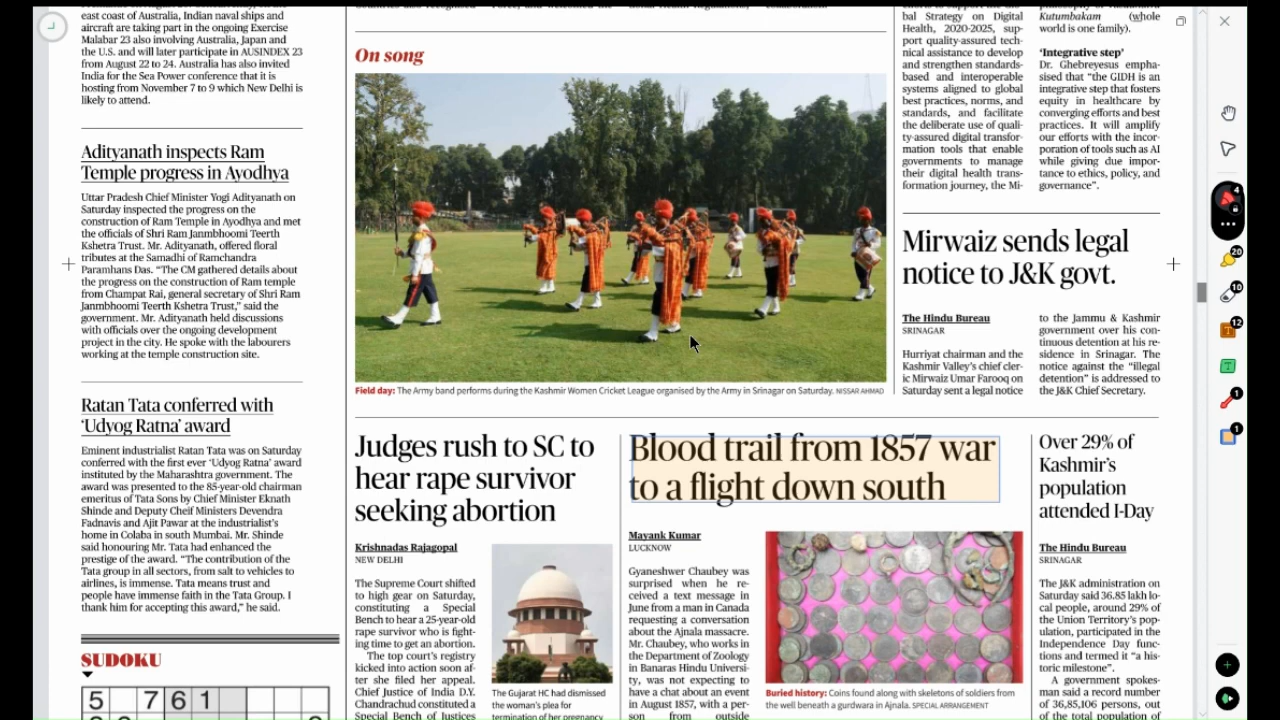 east coast of Australia, Indian naval ships and
aircraft are taking part in the ongoing Exercise
Malabar 23 also involving Australia, Japan and
the U.S. and will later participate in AUSINDEX 23
from August 22 to 24. Australia has also invited
India for the Sea Power conference that it is
hosting from November 7 to 9 which New Delhi is
likely to attend.
Adityanath inspects Ram
Temple progress in Ayodhya
Uttar Pradesh Chief Minister Yogi Adityanath on
Saturday inspected the progress on the
construction of Ram Temple in Ayodhya and met
the officials of Shri Ram Janmbhoomi Teerth
Kshetra Trust. Mr. Adityanath, offered floral
tributes at the Samadhi of Ramchandra
Paramhans Das. “The CM gathered details about
the progress on the construction of Ram temple
from Champat Rai, general secretary of Shri Ram
Janmbhoomi Teerth Kshetra Trust,” said the
government. Mr. Adityanath held discussions
with officials over the ongoing development
project in the city. He spoke with the labourers
working at the temple construction site.
Ratan Tata conferred with
‘Udyog Ratna’ award
Eminent industrialist Ratan Tata was on Saturday
conferred with the first ever ‘Udyog Ratna’ award
instituted by the Maharashtra government. The
award was presented to the 85-year-old chairman
emeritus of Tata Sons by Chief Minister Eknath
Shinde and Deputy Cheif Ministers Devendra
Fadnavis and Ajit Pawar at the industrialist’s
home in Colaba in south Mumbai. Mr. Shinde
said honouring Mr. Tata had enhanced the
prestige of the award. “The contribution of the
Tata group in all sectors, from salt to vehicles to
airlines, is immense. Tata means trust and
people have immense faith in the Tata Group. I
thank him for accepting this award,” he said.
SUDOKU
5 7 6 1
On song
Field day: The Army band performs during the Kashmir Women Cricket League organised by the Army in Srinagar on Saturday. NISSAR AHMAD
bal Strategy on Digital
Health, 2020-2025, sup-
port quality-assured tech-
nical assistance to develop
and strengthen standards-
based and interoperable
systems aligned to global
best practices, norms, and
standards, and facilitate
the deliberate use of quali-
ty-assured digital transfor-
mation tools that enable
governments to manage
their digital health trans-
formation journey, the Mi-
Kutumbakam (whole
world is one family).
‘Integrative step’
Dr. Ghebreyesus empha-
sised that “the GIDH is an
integrative step that fosters
equity in healthcare by
converging efforts and best
practices. It will amplify
our efforts with the incor-
poration of tools such as AI
while giving due impor-
tance to ethics, policy, and
governance”.
Mirwaiz sends legal
notice to J&K govt.
The Hindu Bureau
SRINAGAR
Hurriyat chairman and the
Kashmir Valley’s chief cler-
ic Mirwaiz Umar Farooq on
Saturday sent a legal notice
to the Jammu & Kashmir
government over his con-
tinuous detention at his re-
sidence in Srinagar. The
notice against the “illegal
detention” is addressed to
the J&K Chief Secretary.
Judges rush to SC to
hear rape survivor
seeking abortion
Krishnadas Rajagopal
NEW DELHI
The Supreme Court shifted
to high gear on Saturday,
constituting a Special
Bench to hear a 25-year-old
rape survivor who is fight-
ing time to get an abortion.
The top court’s registry
kicked into action soon af-
ter she filed her appeal.
Chief Justice of India D.Y.
Chandrachud constituted a
Special Bench of Justices
The Gujarat HC had dismissed
the woman’s plea for
termination of her pregnancy
Blood trail from 1857 war
to a flight down south
Mayank Kumar
LUCKNOW
Gyaneshwer Chaubey was
surprised when he re-
ceived a text message in
June from a man in Canada
requesting a conversation
about the Ajnala massacre.
Mr. Chaubey, who works in
the Department of Zoology
in Banaras Hindu Universi-
ty, was not expecting to
have a chat about an event
in August 1857, with a per-
son from outside
Buried history: Coins found along with skeletons of soldiers from
the well beneath a gurdwara in Ajnala. SPECIAL ARRANGEMENT
Over 29% of
Kashmir’s
population
attended I-Day
The Hindu Bureau
SRINAGAR
The J&K administration on
Saturday said 36.85 lakh lo-
cal people, around 29% of
the Union Territory’s pop-
ulation, participated in the
Independence Day func-
tions and termed it “a his-
toric milestone”.
A government spokes-
man said a record number
of 36,85,106 persons, out
of the total population of
4
20
10
12
1
1